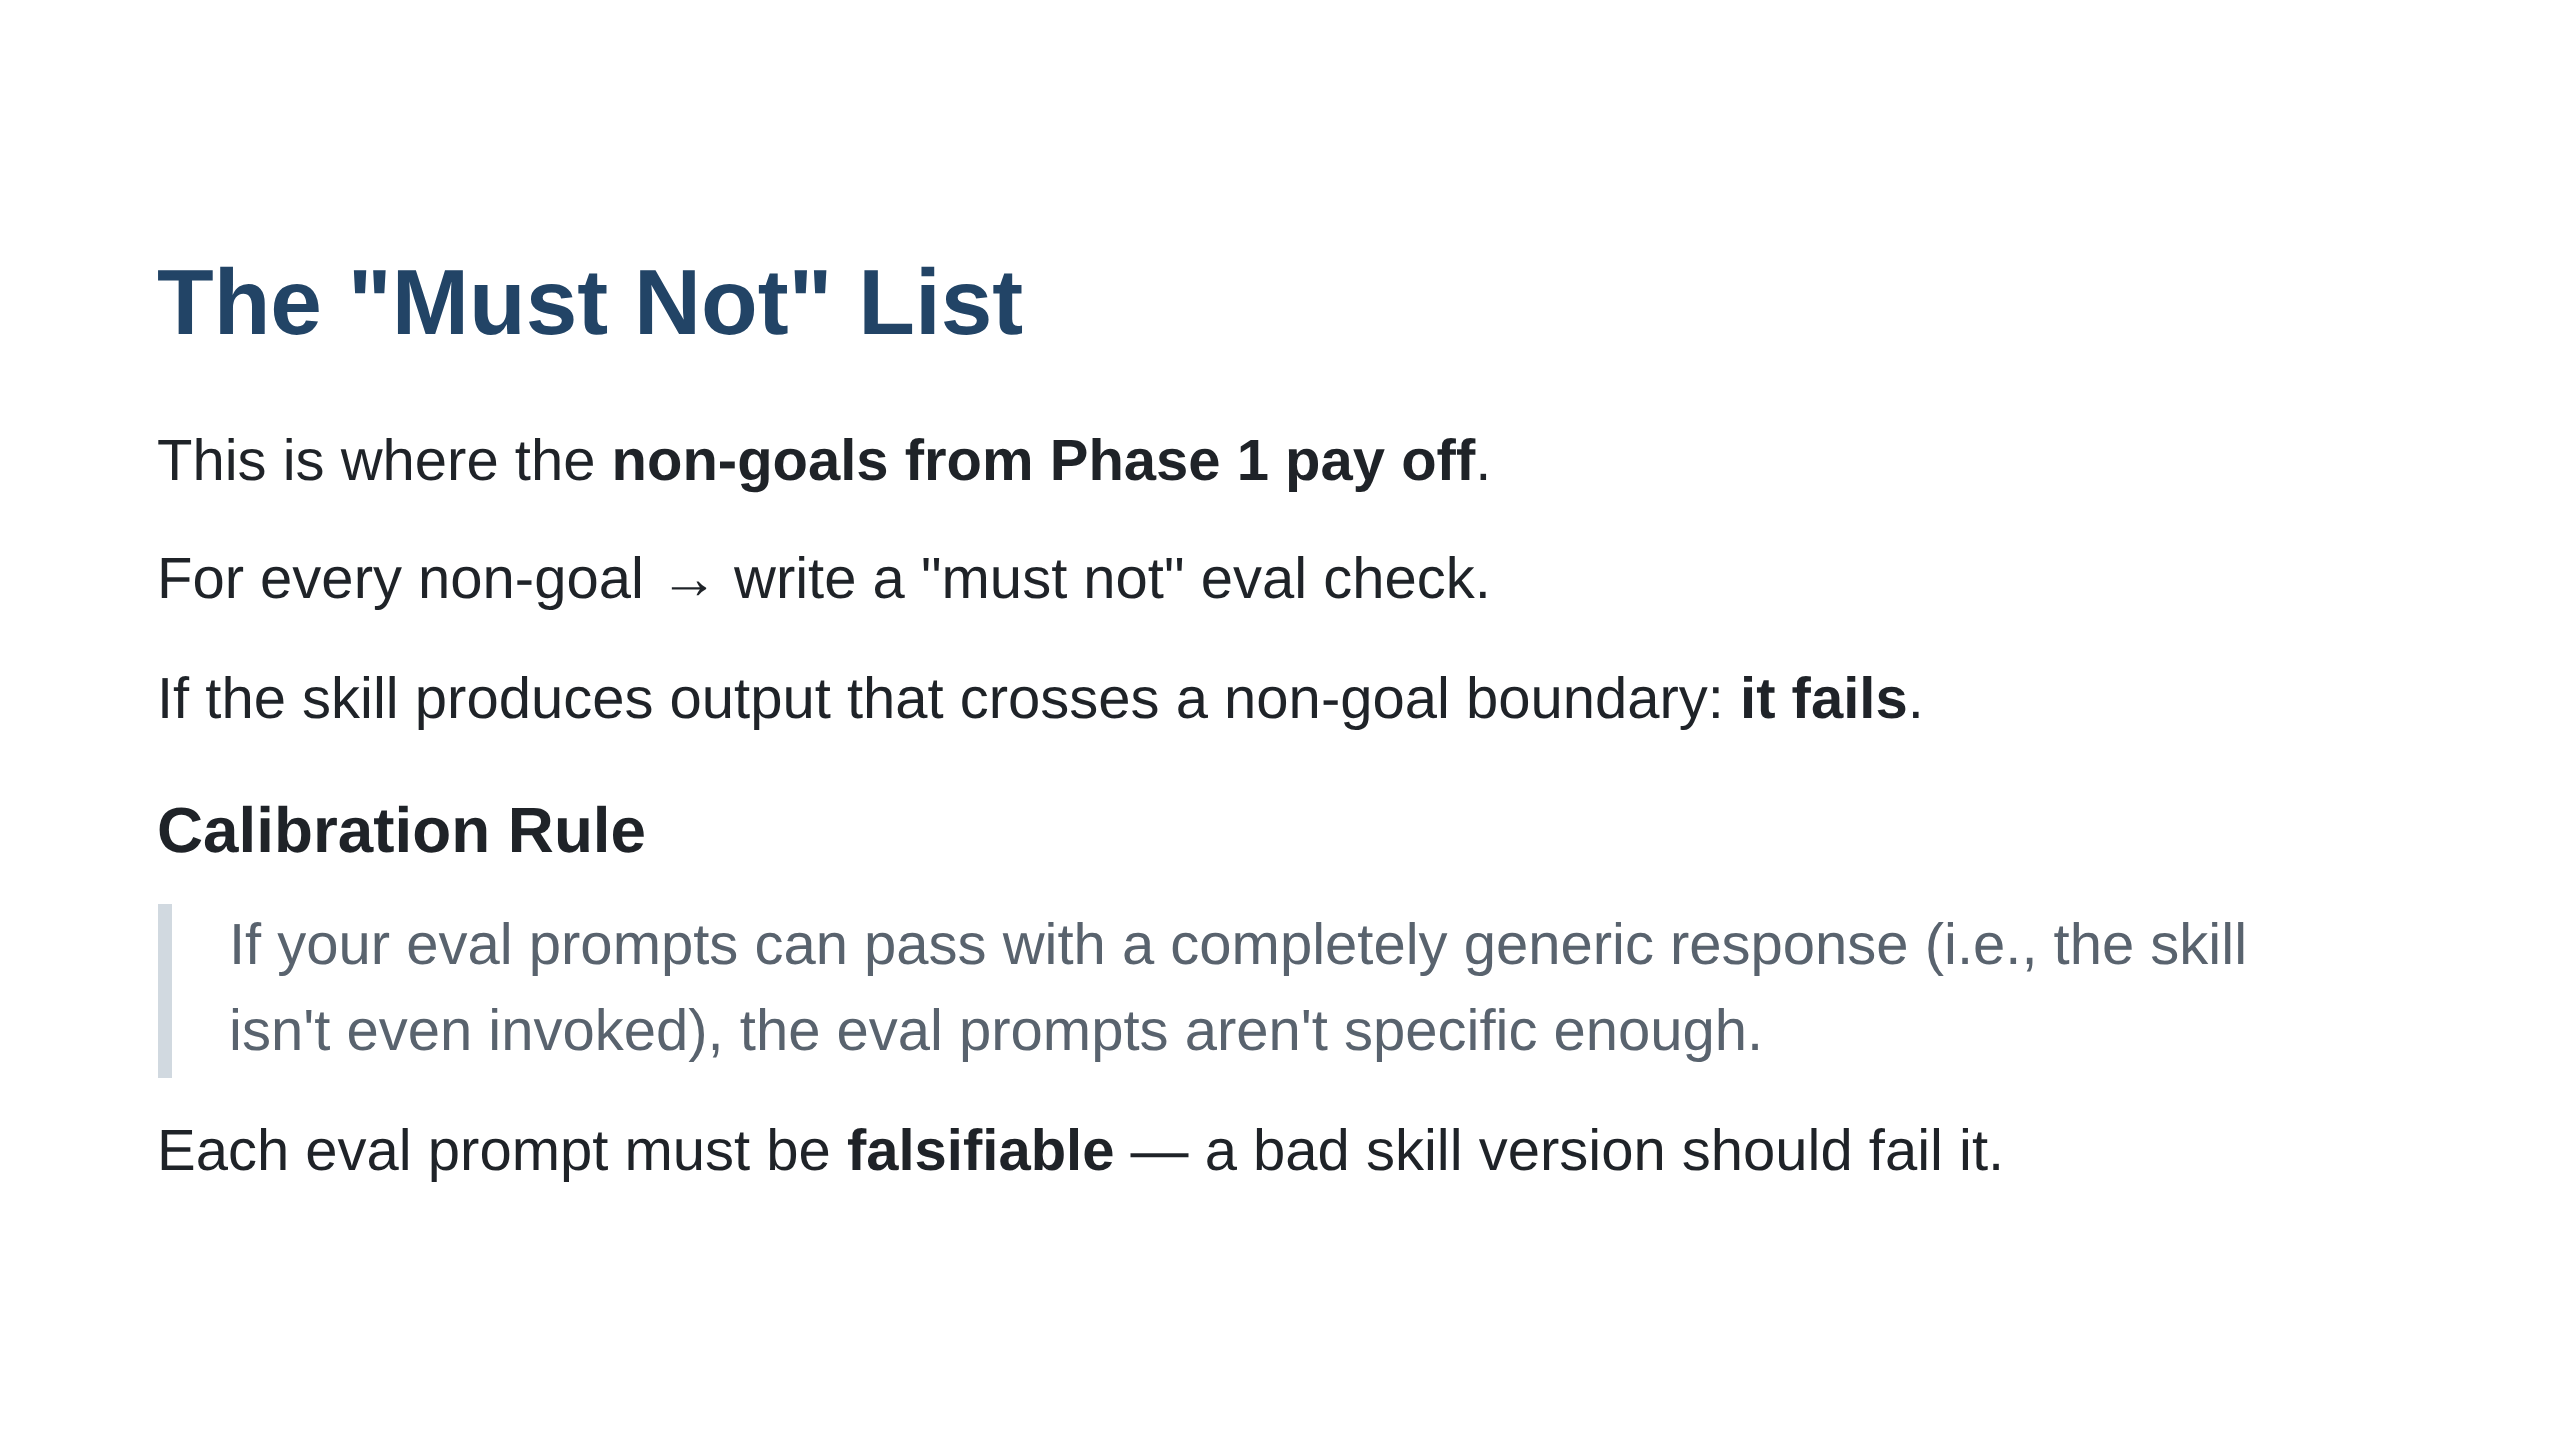 The "Must Not" List
This is where the non-goals from Phase 1 pay off.
For every non-goal → write a "must not" eval check.
If the skill produces output that crosses a non-goal boundary: it fails.
Calibration Rule
If your eval prompts can pass with a completely generic response (i.e., the skill
isn't even invoked), the eval prompts aren't specific enough.
Each eval prompt must be falsifiable — a bad skill version should fail it.